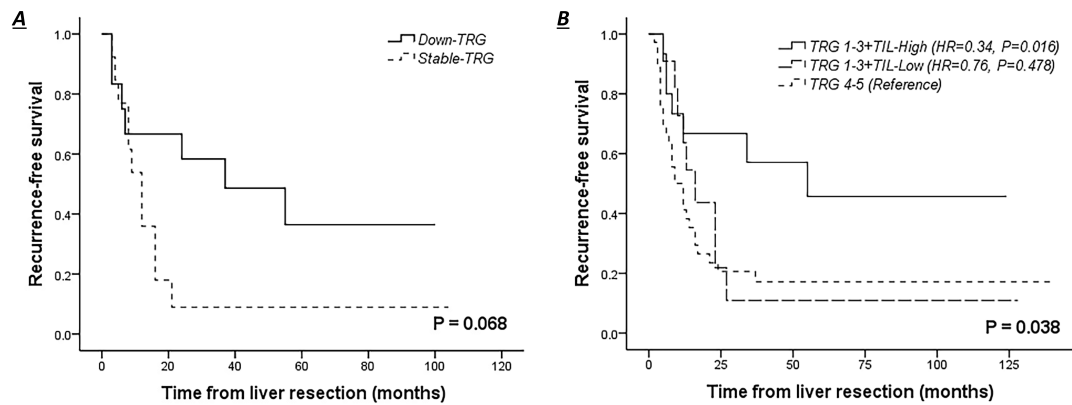 A
Down-TRG
Stable-TRG
Recurrence-free survival
1.0
0.8
0.6
0.4
0.2
0.0
P = 0.068
0 20 40 60 80 100 120
Time from liver resection (months)
B
TRG 1-3+TIL-High (HR=0.34, P=0.016)
TRG 1-3+TIL-Low (HR=0.76, P=0.478)
TRG 4-5 (Reference)
Recurrence-free survival
1.0
0.8
0.6
0.4
0.2
0.0
P = 0.038
0 25 50 75 100 125
Time from liver resection (months)